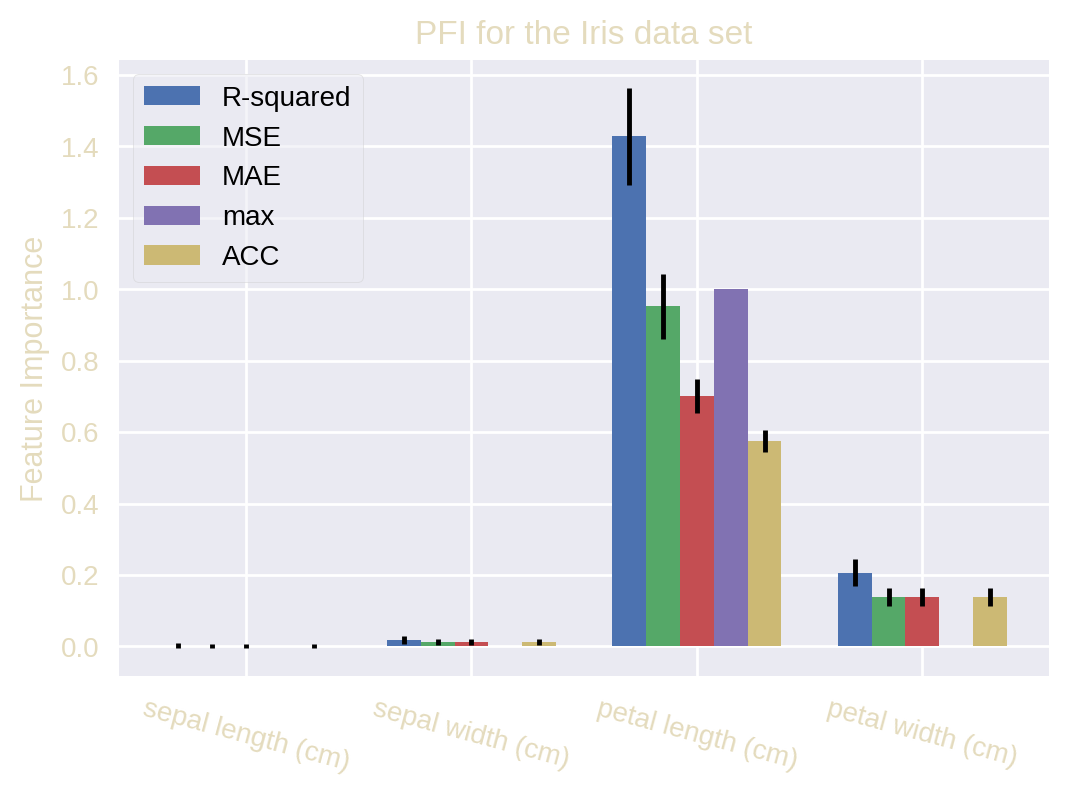 PFI for the Iris data set
1.6
1.4
1.2
1.0
0.8
0.6
0.4
0.2
0.0
Feature Importance
R-squared
MSE
MAE
max
ACC
sepal length (cm)
sepal width (cm)
petal length (cm)
petal width (cm)